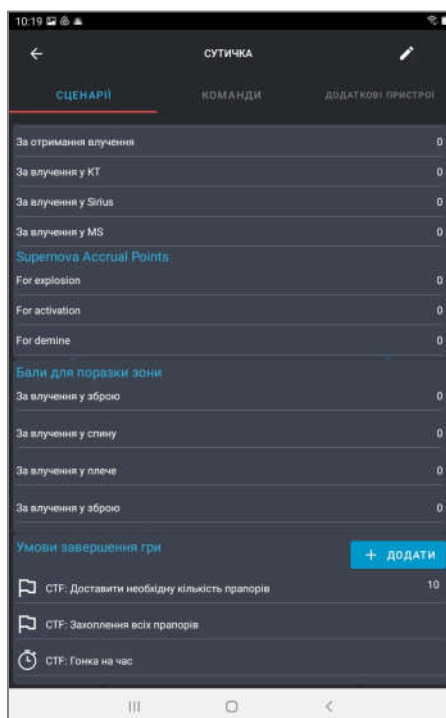 10:19
СУТИЧКА
СЦЕНАРІЇ КОМАНДИ ДОДАТКОВІ ПРИСТРОЇ
За отримання влучення 0
За влучення у КТ 0
За влучення у Sirius 0
За влучення у MS 0
Supernova Accrual Points
For explosion 0
For activation 0
For demine 0
Бали для поразки зони
За влучення у зброю 0
За влучення у спину 0
За влучення у плече 0
За влучення у зброю 0
Умови завершення гри + ДОДАТИ
CTF: Доставити необхідну кількість прапорів 10
CTF: Захоплення всіх прапорів
CTF: Гонка на час